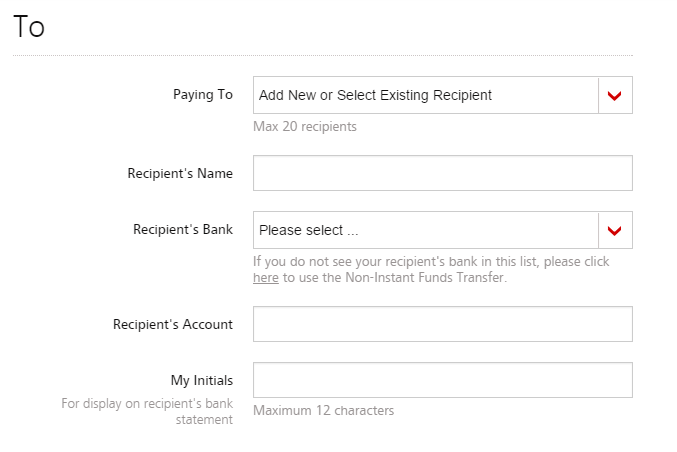 To
Paying To
Add New or Select Existing Recipient
Max 20 recipients
Recipient's Name
Recipient's Bank
Please select ...
If you do not see your recipient's bank in this list, please click
here to use the Non-Instant Funds Transfer.
Recipient's Account
My Initials
For display on recipient's bank
statement
Maximum 12 characters